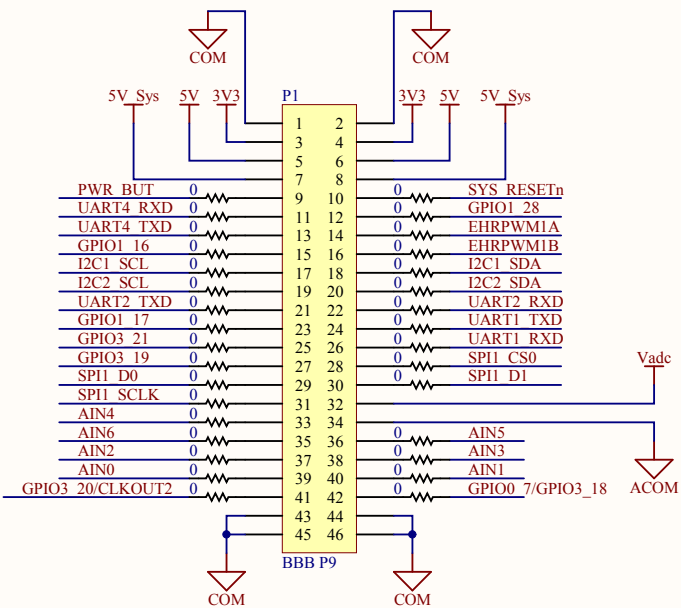 COM COM
5V_Sys 5V 3V3 P1 3V3 5V 5V_Sys
1 2
3 4
5 6
7 8
PWR_BUT 0 9 10 0 SYS_RESETn
UART4_RXD 0 11 12 0 GPIO1_28
UART4_TXD 0 13 14 0 EHRPWM1A
GPIO1_16 0 15 16 0 EHRPWM1B
I2C1_SCL 0 17 18 0 I2C1_SDA
I2C2_SCL 0 19 20 0 I2C2_SDA
UART2_TXD 0 21 22 0 UART2_RXD
GPIO1_17 0 23 24 0 UART1_TXD
GPIO3_21 0 25 26 0 UART1_RXD
GPIO3_19 0 27 28 0 SPI1_CS0
SPI1_D0 0 29 30 0 SPI1_D1
Vadc
SPI1_SCLK 0 31 32
AIN4 0 33 34
AIN6 0 35 36 0 AIN5
AIN2 0 37 38 0 AIN3
AIN0 0 39 40 0 AIN1
ACOM
GPIO3_20/CLKOUT2 0 41 42 0 GPIO0_7/GPIO3_18
43 44
45 46
BBB P9
COM COM